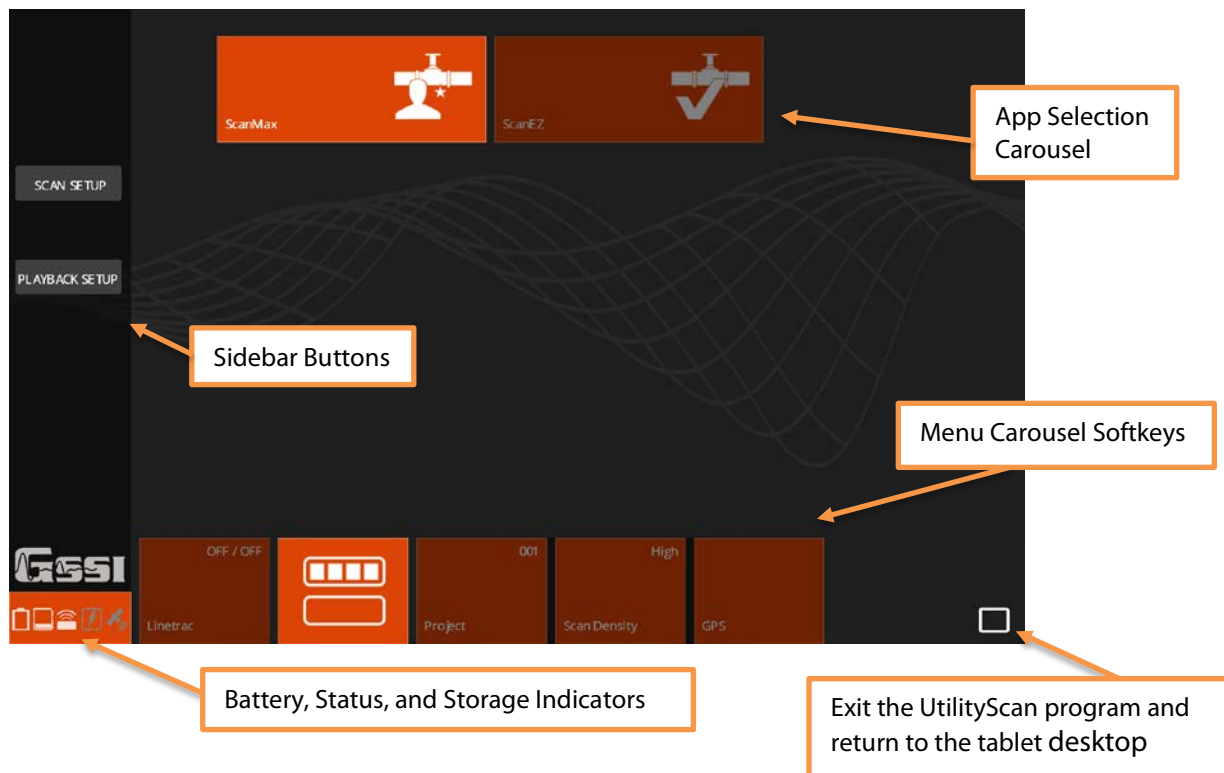 ScanMax
ScanEZ
App Selection
Carousel
SCAN SETUP
PLAYBACK SETUP
Sidebar Buttons
Menu Carousel Softkeys
GSSI
OFF / OFF
Linetrac
001
Project
High
Scan Density
GPS
Battery, Status, and Storage Indicators
Exit the UtilityScan program and
return to the tablet desktop